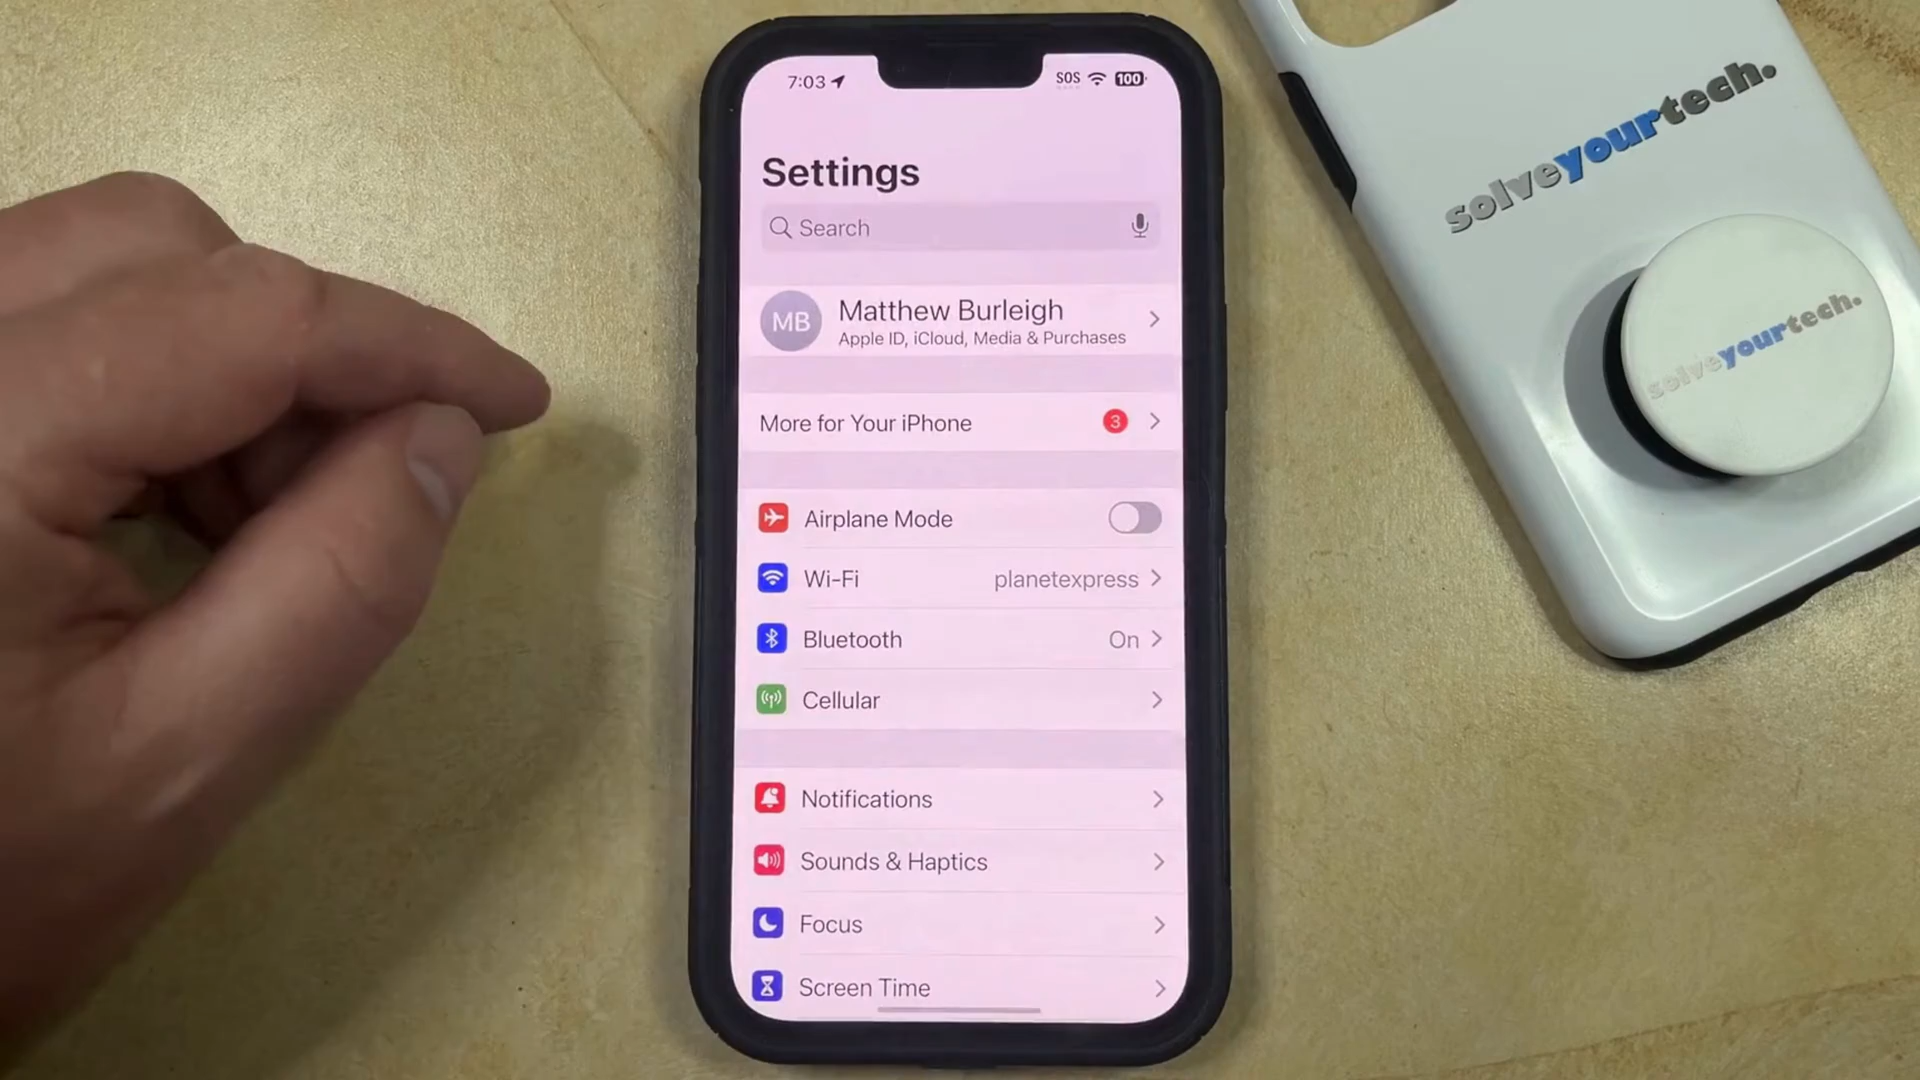 7:03
SOS
100
Settings
Search
MB
Matthew Burleigh
Apple ID, iCloud, Media & Purchases
More for Your iPhone
3
Airplane Mode
Wi-Fi
planetexpress
Bluetooth
On
Cellular
Notifications
Sounds & Haptics
Focus
Screen Time
solveyourtech.
solveyourtech.